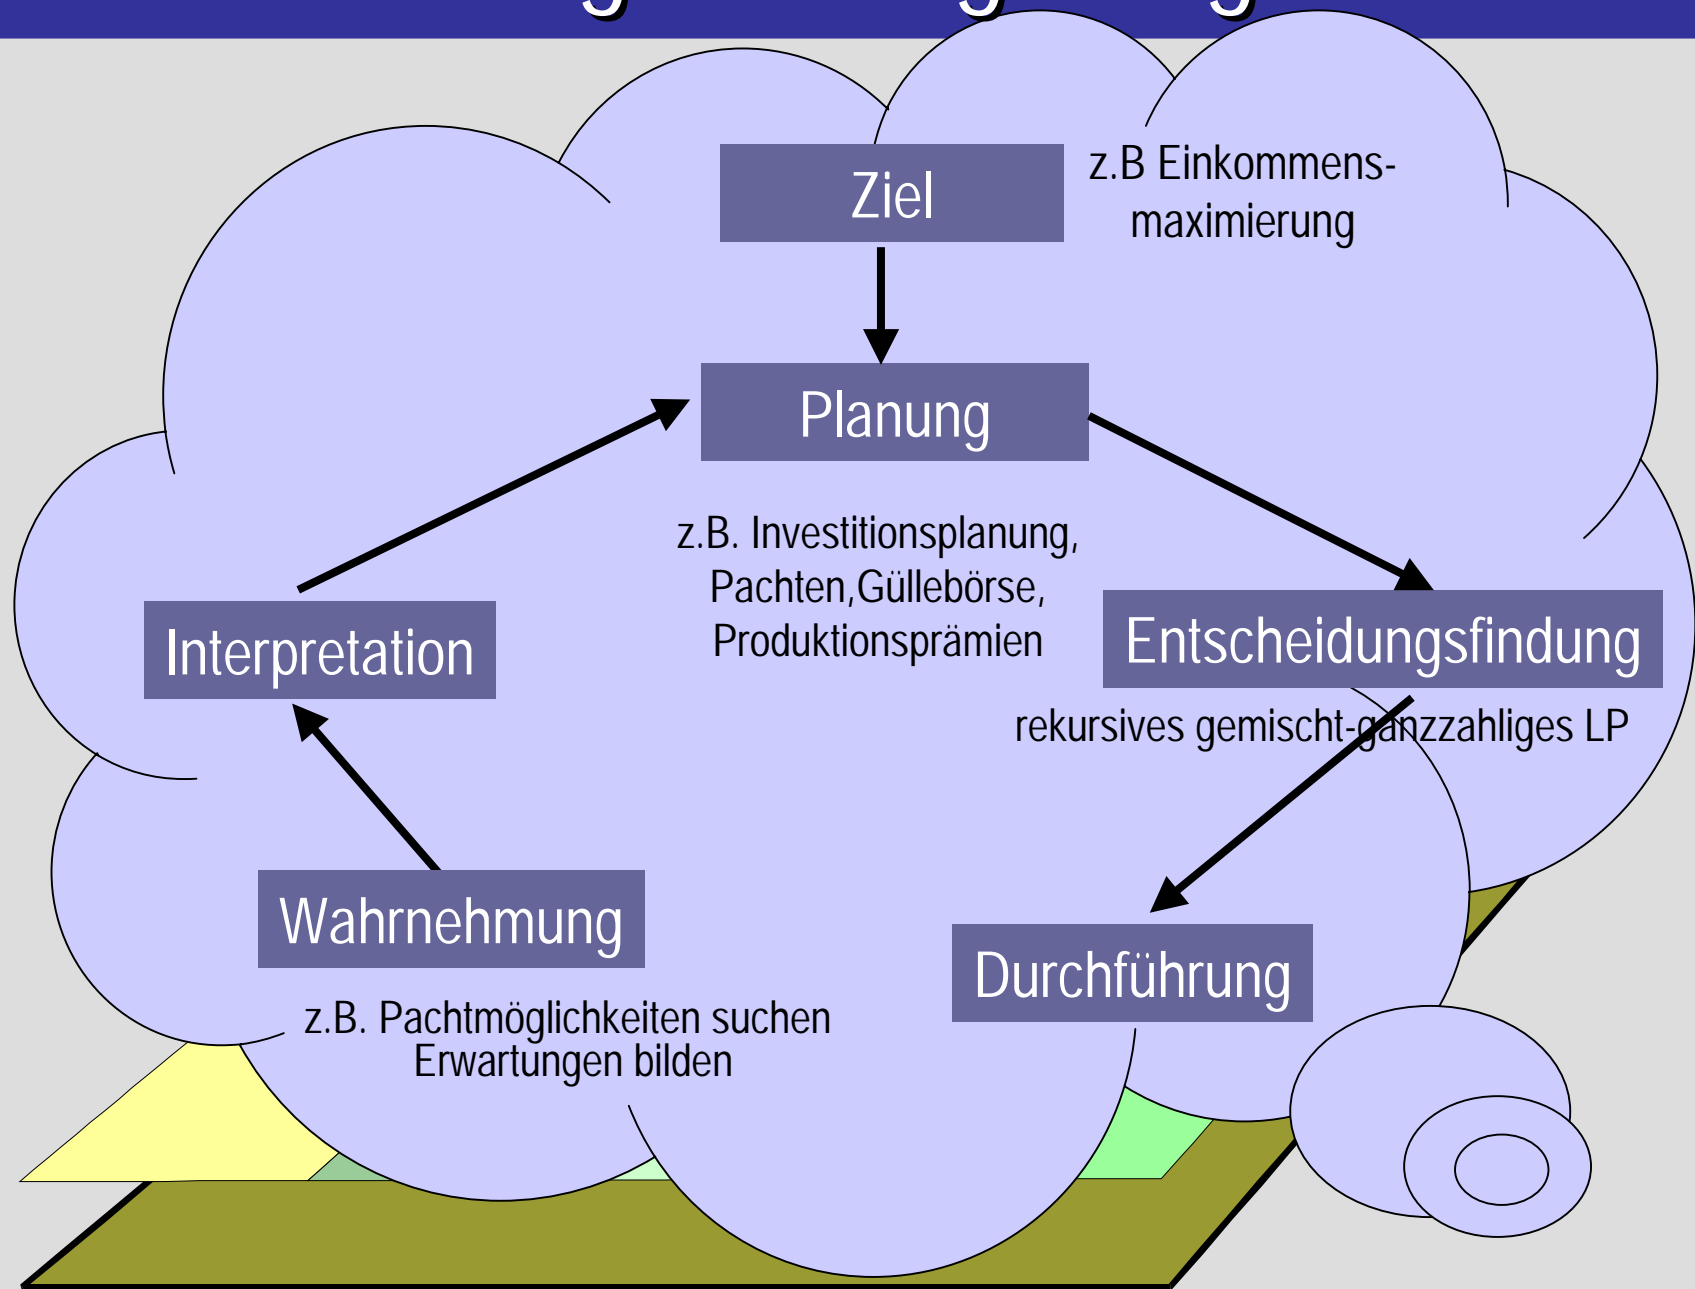 Ziel
z.B Einkommens-
maximierung
Planung
z.B. Investitionsplanung,
Pachten,Güllebörse,
Produktionsprämien
Interpretation
Entscheidungsfindung
rekursives gemischt-ganzzahliges LP
Wahrnehmung
z.B. Pachtmöglichkeiten suchen
Erwartungen bilden
Durchführung